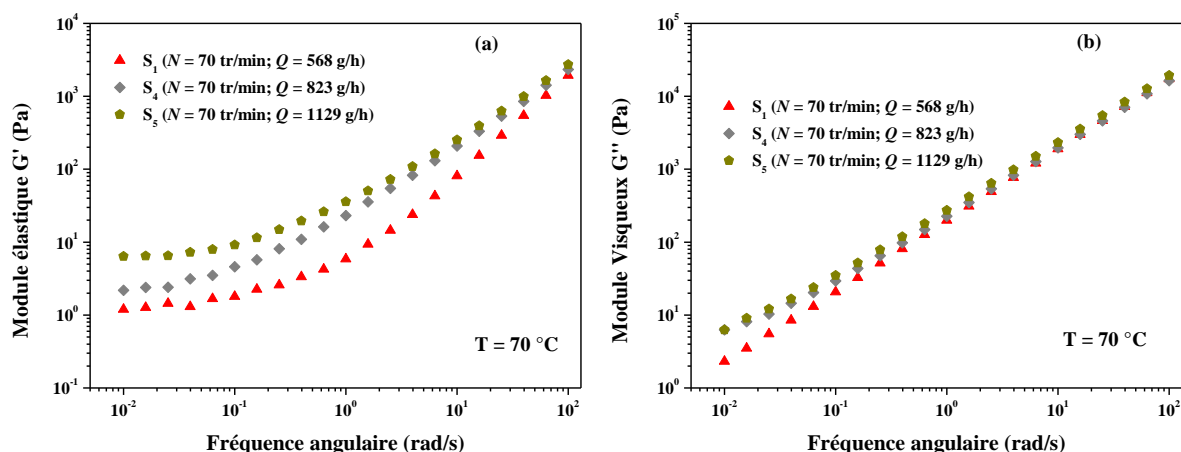 (a)
S1 (N = 70 tr/min; Q = 568 g/h)
S4 (N = 70 tr/min; Q = 823 g/h)
S5 (N = 70 tr/min; Q = 1129 g/h)
T = 70 °C
Module élastique G' (Pa)
10^4
10^3
10^2
10^1
10^0
10^-1
10^-2 10^-1 10^0 10^1 10^2
Fréquence angulaire (rad/s)
(b)
S1 (N = 70 tr/min; Q = 568 g/h)
S4 (N = 70 tr/min; Q = 823 g/h)
S5 (N = 70 tr/min; Q = 1129 g/h)
T = 70 °C
Module Visqueux G'' (Pa)
10^5
10^4
10^3
10^2
10^1
10^0
10^-2 10^-1 10^0 10^1 10^2
Fréquence angulaire (rad/s)